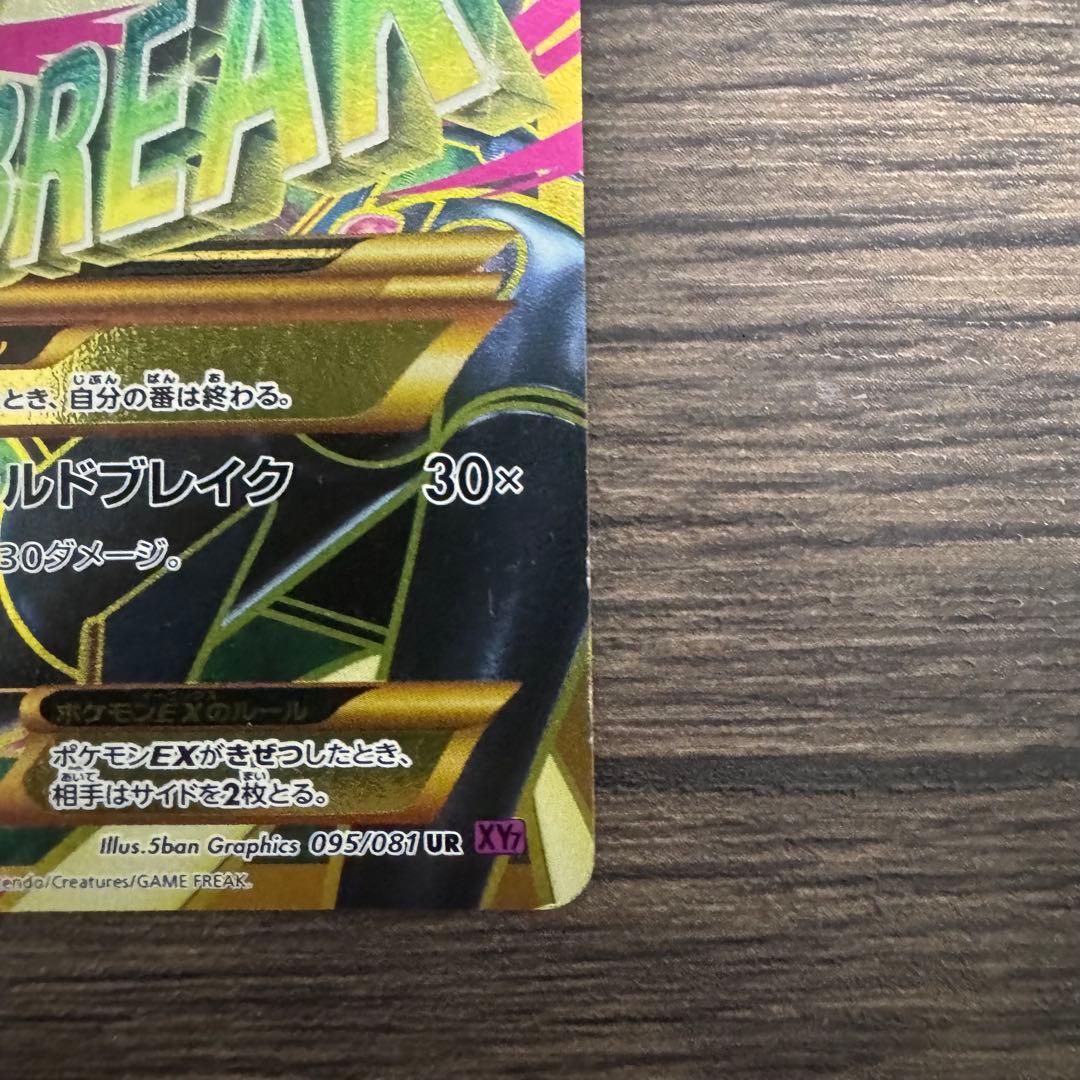 BREAK
とき、自分の番は終わる。
ルドブレイク 30×
30ダメージ。
ポケモンEXのルール
ポケモンEXがきぜつしたとき、
相手はサイドを2枚とる。
Illus.5ban Graphics 095/081 UR XY7
endo/Creatures/GAME FREAK.